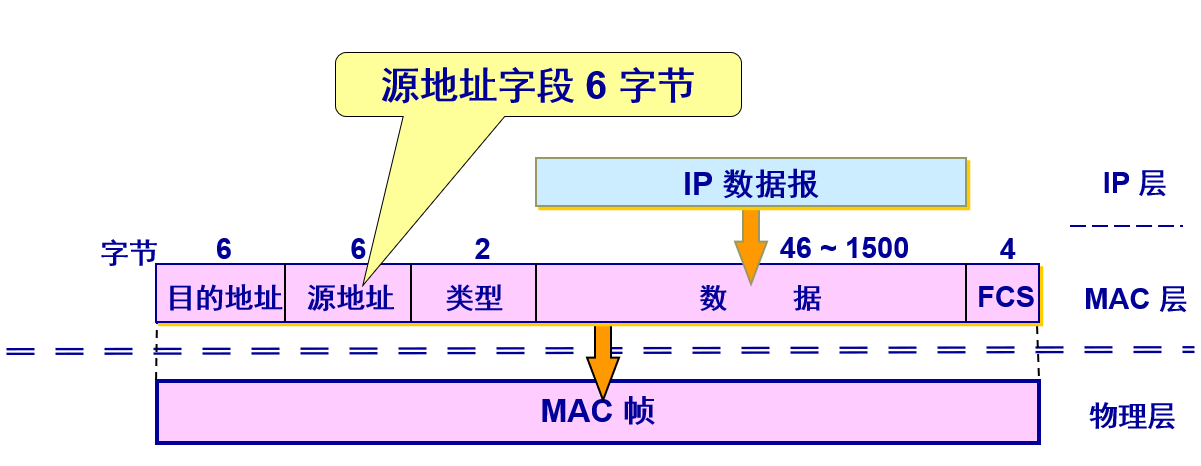 源地址字段 6 字节
IP 数据报
IP 层
字节 6 6 2 46 ~ 1500 4
目的地址 源地址 类型 数 据 FCS
MAC 层
MAC 帧
物理层